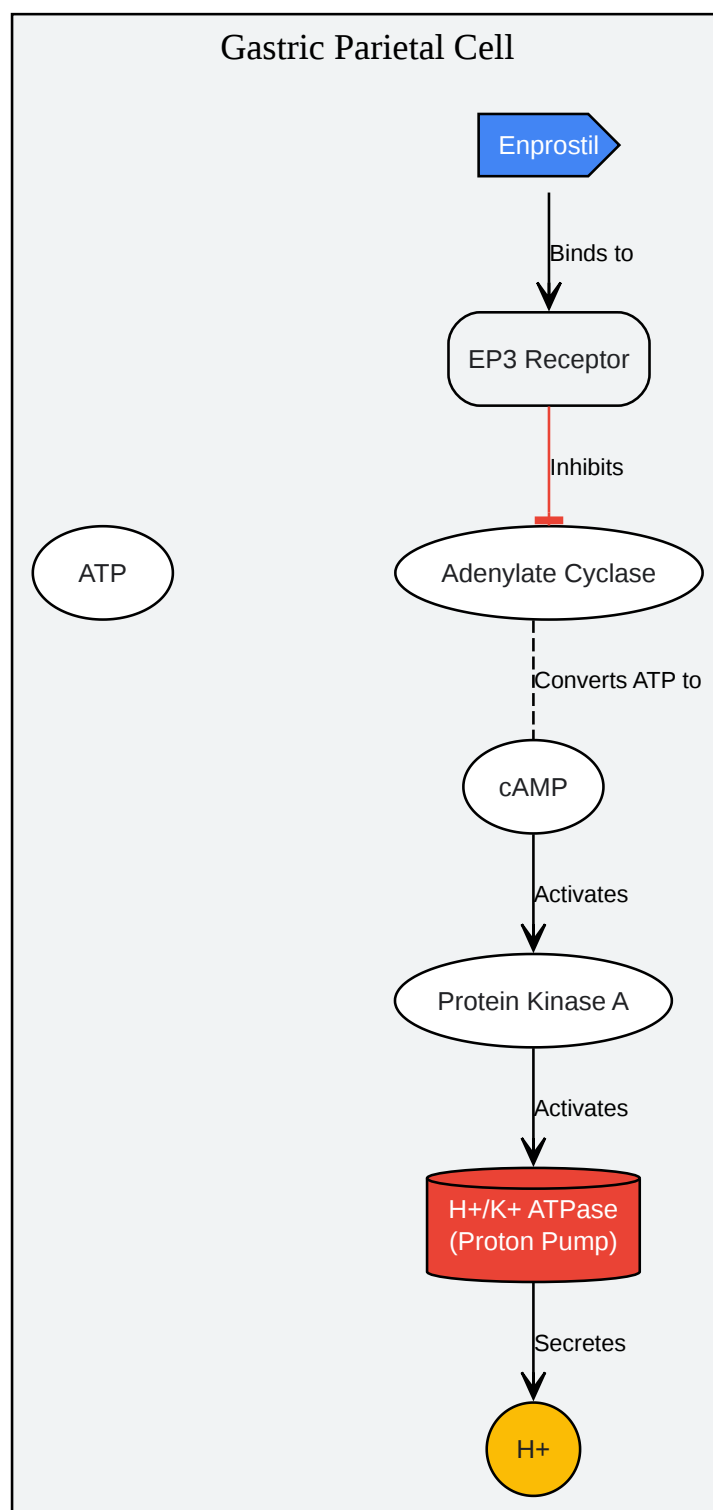 Gastric Parietal Cell
Enprostil
Binds to
EP3 Receptor
Inhibits
ATP
Adenylate Cyclase
Converts ATP to
cAMP
Activates
Protein Kinase A
Activates
H+/K+ ATPase
(Proton Pump)
Secretes
H+